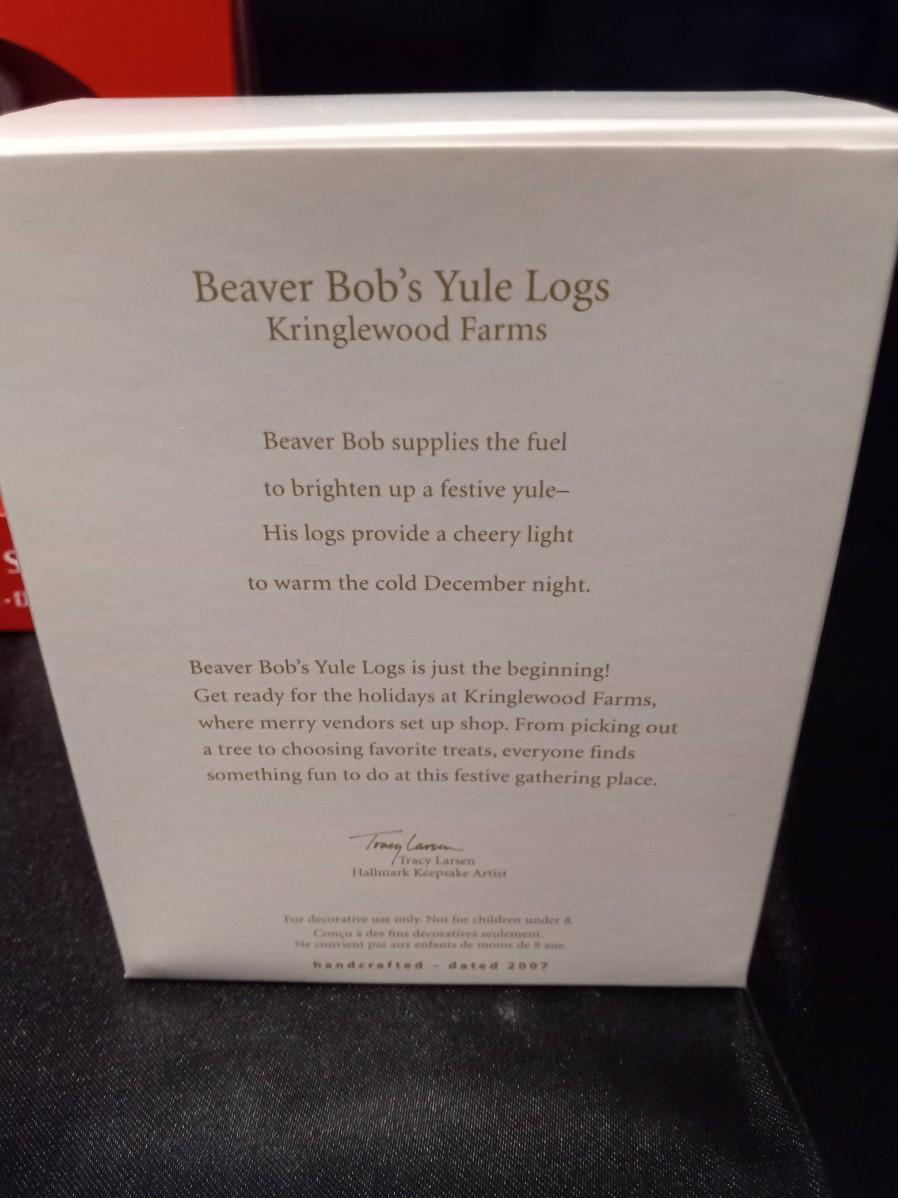 Beaver Bob's Yule Logs
Kringlewood Farms
Beaver Bob supplies the fuel
to brighten up a festive yule–
His logs provide a cheery light
to warm the cold December night.
Beaver Bob's Yule Logs is just the beginning!
Get ready for the holidays at Kringlewood Farms,
where merry vendors set up shop. From picking out
a tree to choosing favorite treats, everyone finds
something fun to do at this festive gathering place.
Tracy Larsen
Tracy Larsen
Hallmark Keepsake Artist
For decorative use only. Not for children under 8.
Conçu à des fins décoratives seulement.
Ne convient pas aux enfants de moins de 8 ans.
handcrafted – dated 2007